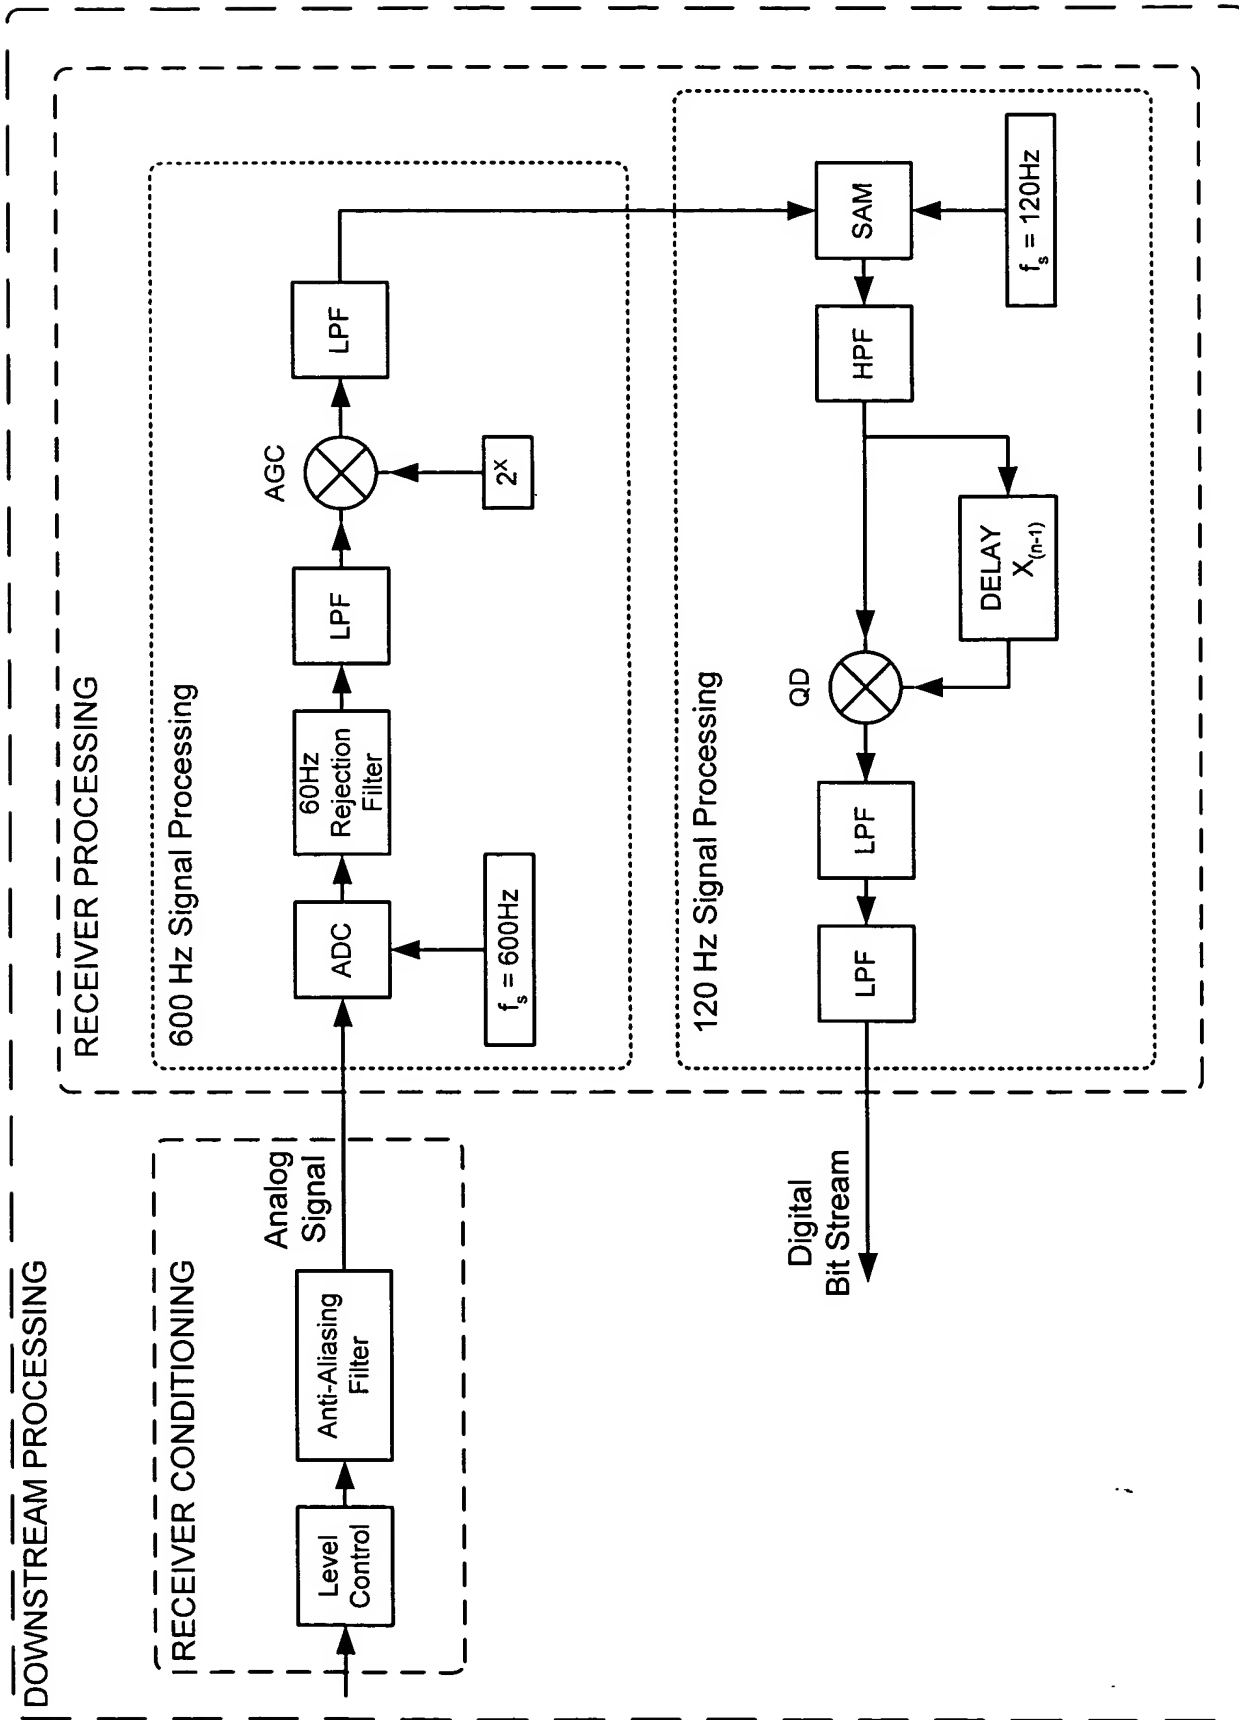 DOWNSTREAM PROCESSING
RECEIVER CONDITIONING
Level
Control
Anti-Aliasing
Filter
Analog
Signal
RECEIVER PROCESSING
600 Hz Signal Processing
ADC
f_s = 600Hz
60Hz
Rejection
Filter
LPF
AGC
2^X
LPF
120 Hz Signal Processing
SAM
f_s = 120Hz
HPF
DELAY
X_(n-1)
QD
LPF
LPF
Digital
Bit Stream